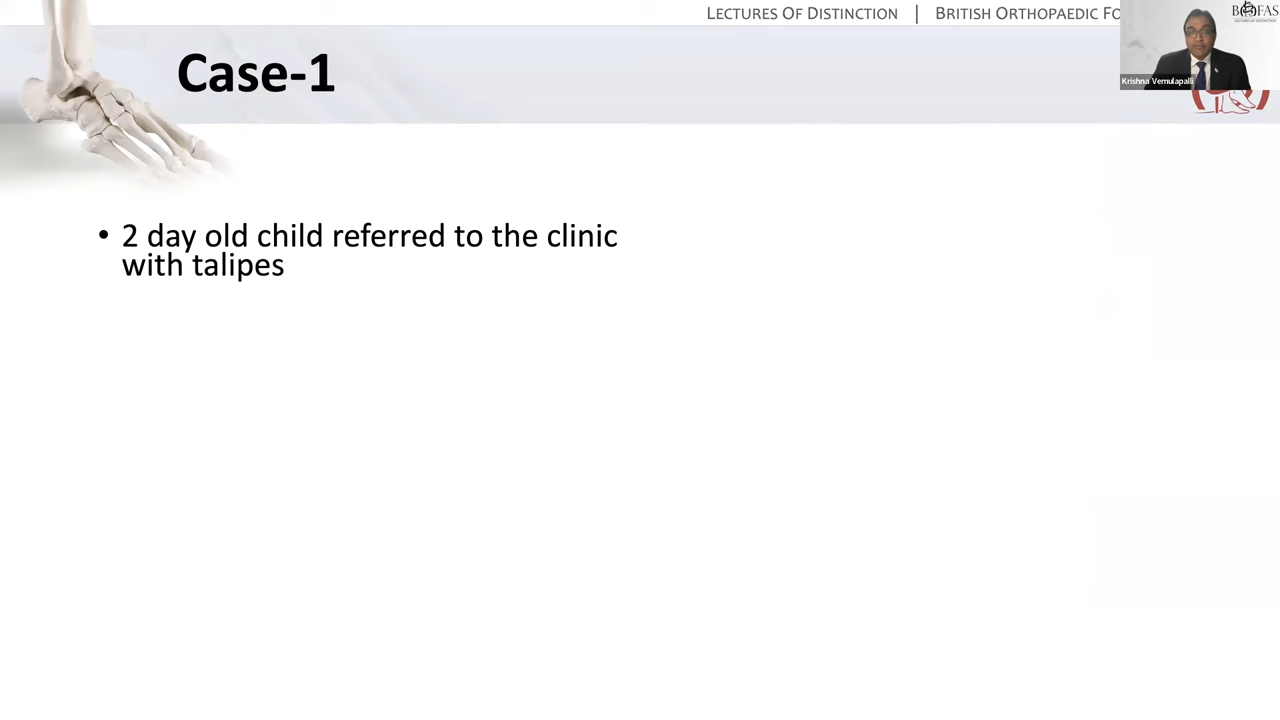 LECTURES OF DISTINCTION | BRITISH ORTHOPAEDIC FO
Case-1
Krishna Vemulapalli
• 2 day old child referred to the clinic
with talipes